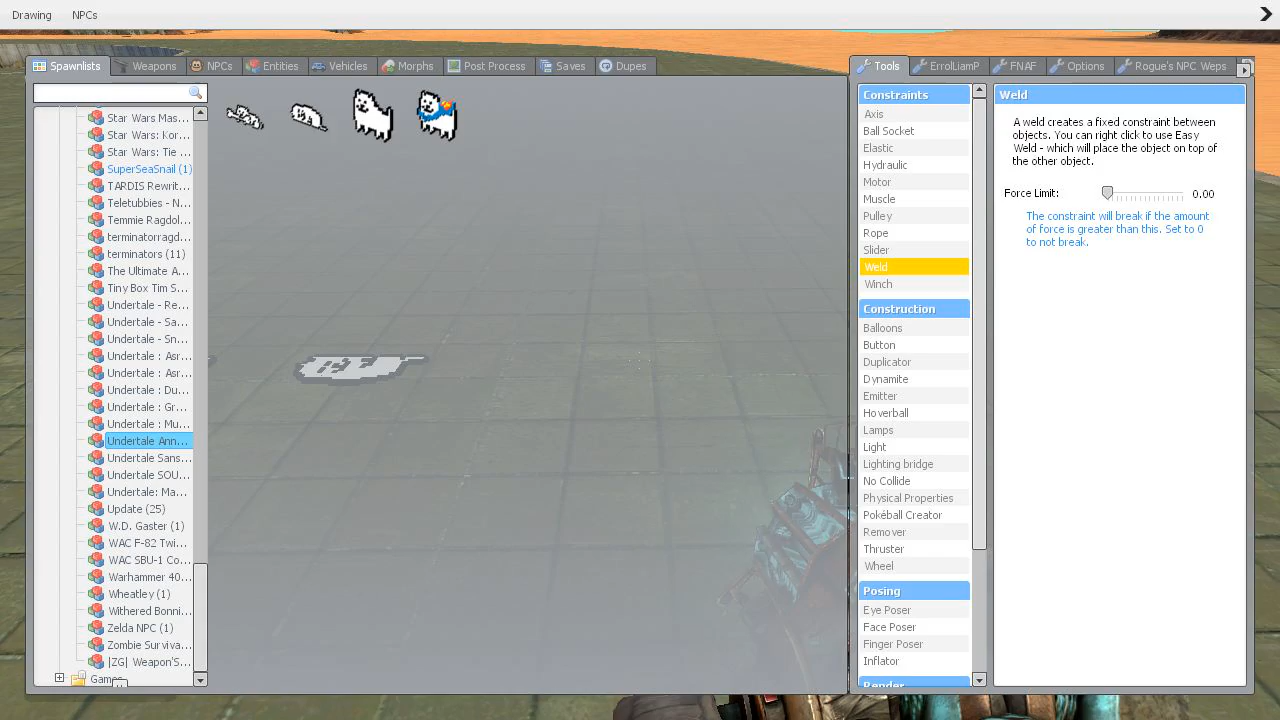 Drawing NPCs
Spawnlists Weapons NPCs Entities Vehicles Morphs Post Process Saves Dupes
Star Wars Mas...
Star Wars: Kor...
Star Wars: Tie ...
SuperSeaSnail (1)
TARDIS Rewrit...
Teletubbies - N...
Temmie Ragdol...
terminatorragd...
terminators (11)
The Ultimate A...
Tiny Box Tim S...
Undertale - Re...
Undertale - Sa...
Undertale - Sn...
Undertale : Asr...
Undertale : Asr...
Undertale : Du...
Undertale : Gr...
Undertale : Mu...
Undertale Ann...
Undertale Sans...
Undertale SOU...
Undertale: Ma...
Update (25)
W.D. Gaster (1)
WAC F-82 Twi...
WAC SBU-1 Co...
Warhammer 40...
Wheatley (1)
Withered Bonni...
Zelda NPC (1)
Zombie Surviva...
|ZG| Weapon'S...
Games
Tools ErrolLiamP FNAF Options Rogue's NPC Weps
Constraints
Axis
Ball Socket
Elastic
Hydraulic
Motor
Muscle
Pulley
Rope
Slider
Weld
Winch
Construction
Balloons
Button
Duplicator
Dynamite
Emitter
Hoverball
Lamps
Light
Lighting bridge
No Collide
Physical Properties
Pokéball Creator
Remover
Thruster
Wheel
Posing
Eye Poser
Face Poser
Finger Poser
Inflator
Render
Weld
A weld creates a fixed constraint between
objects. You can right click to use Easy
Weld - which will place the object on top of
the other object.
Force Limit: 0.00
The constraint will break if the amount
of force is greater than this. Set to 0
to not break.